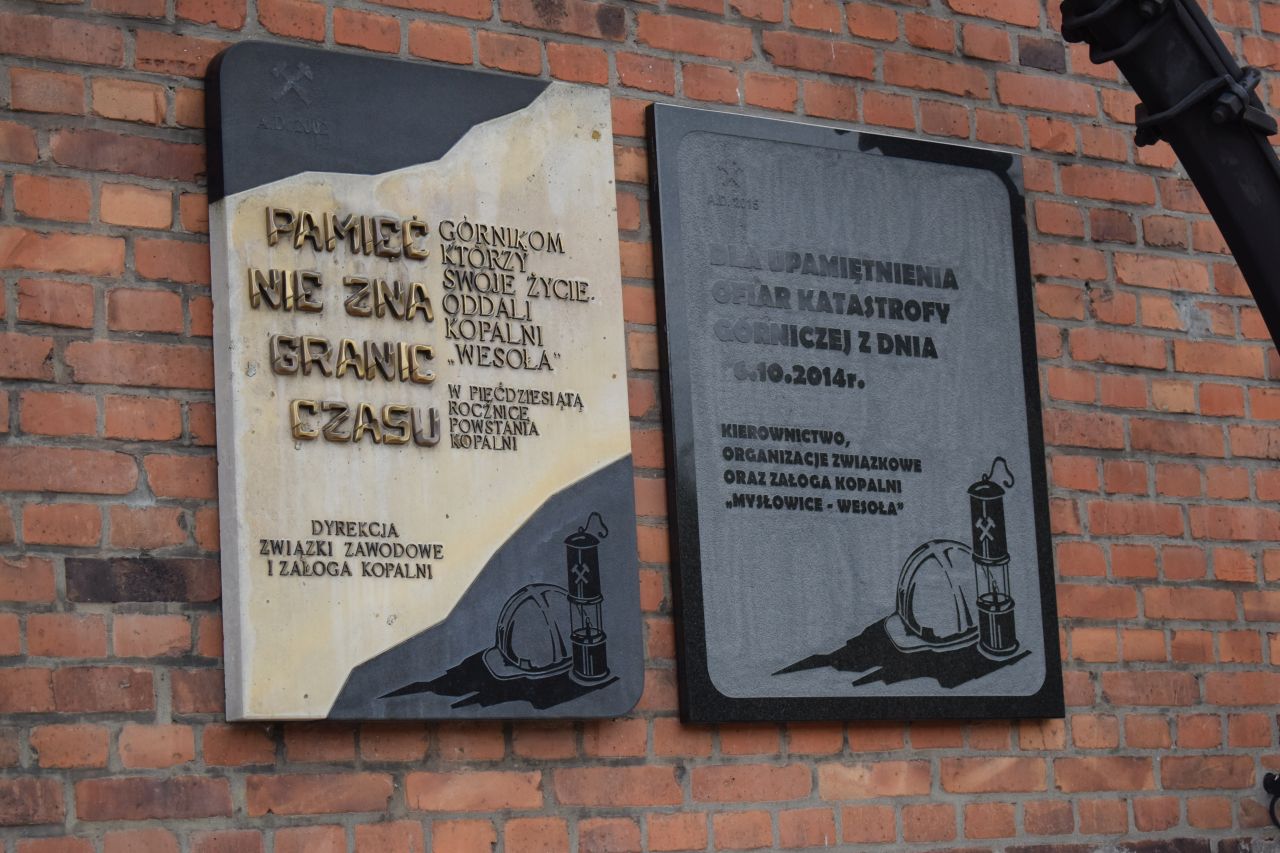 A.D. 2002
PAMIĘĆ
NIE ZNA
GRANIC
CZASU
GÓRNIKOM
KTÓRZY
SWOJE ŻYCIE
ODDALI
KOPALNI
„WESOŁA”
W PIĘĆDZIESIĄTĄ
ROCZNICĘ
POWSTANIA
KOPALNI
DYREKCJA
ZWIĄZKI ZAWODOWE
I ZAŁOGA KOPALNI
A.D. 2015
DLA UPAMIĘTNIENIA
OFIAR KATASTROFY
GÓRNICZEJ Z DNIA
6.10.2014r.
KIEROWNICTWO,
ORGANIZACJE ZWIĄZKOWE
ORAZ ZAŁOGA KOPALNI
„MYSŁOWICE - WESOŁA”